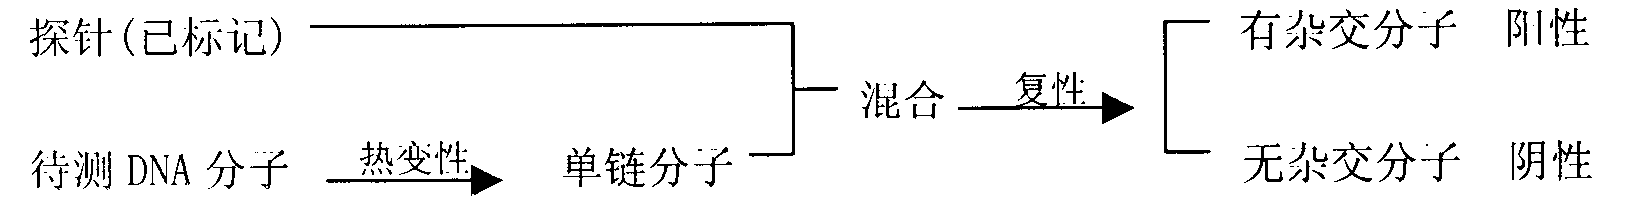 探针(已标记)
待测 DNA 分子
热变性
单链分子
混合
复性
有杂交分子 阳性
无杂交分子 阴性